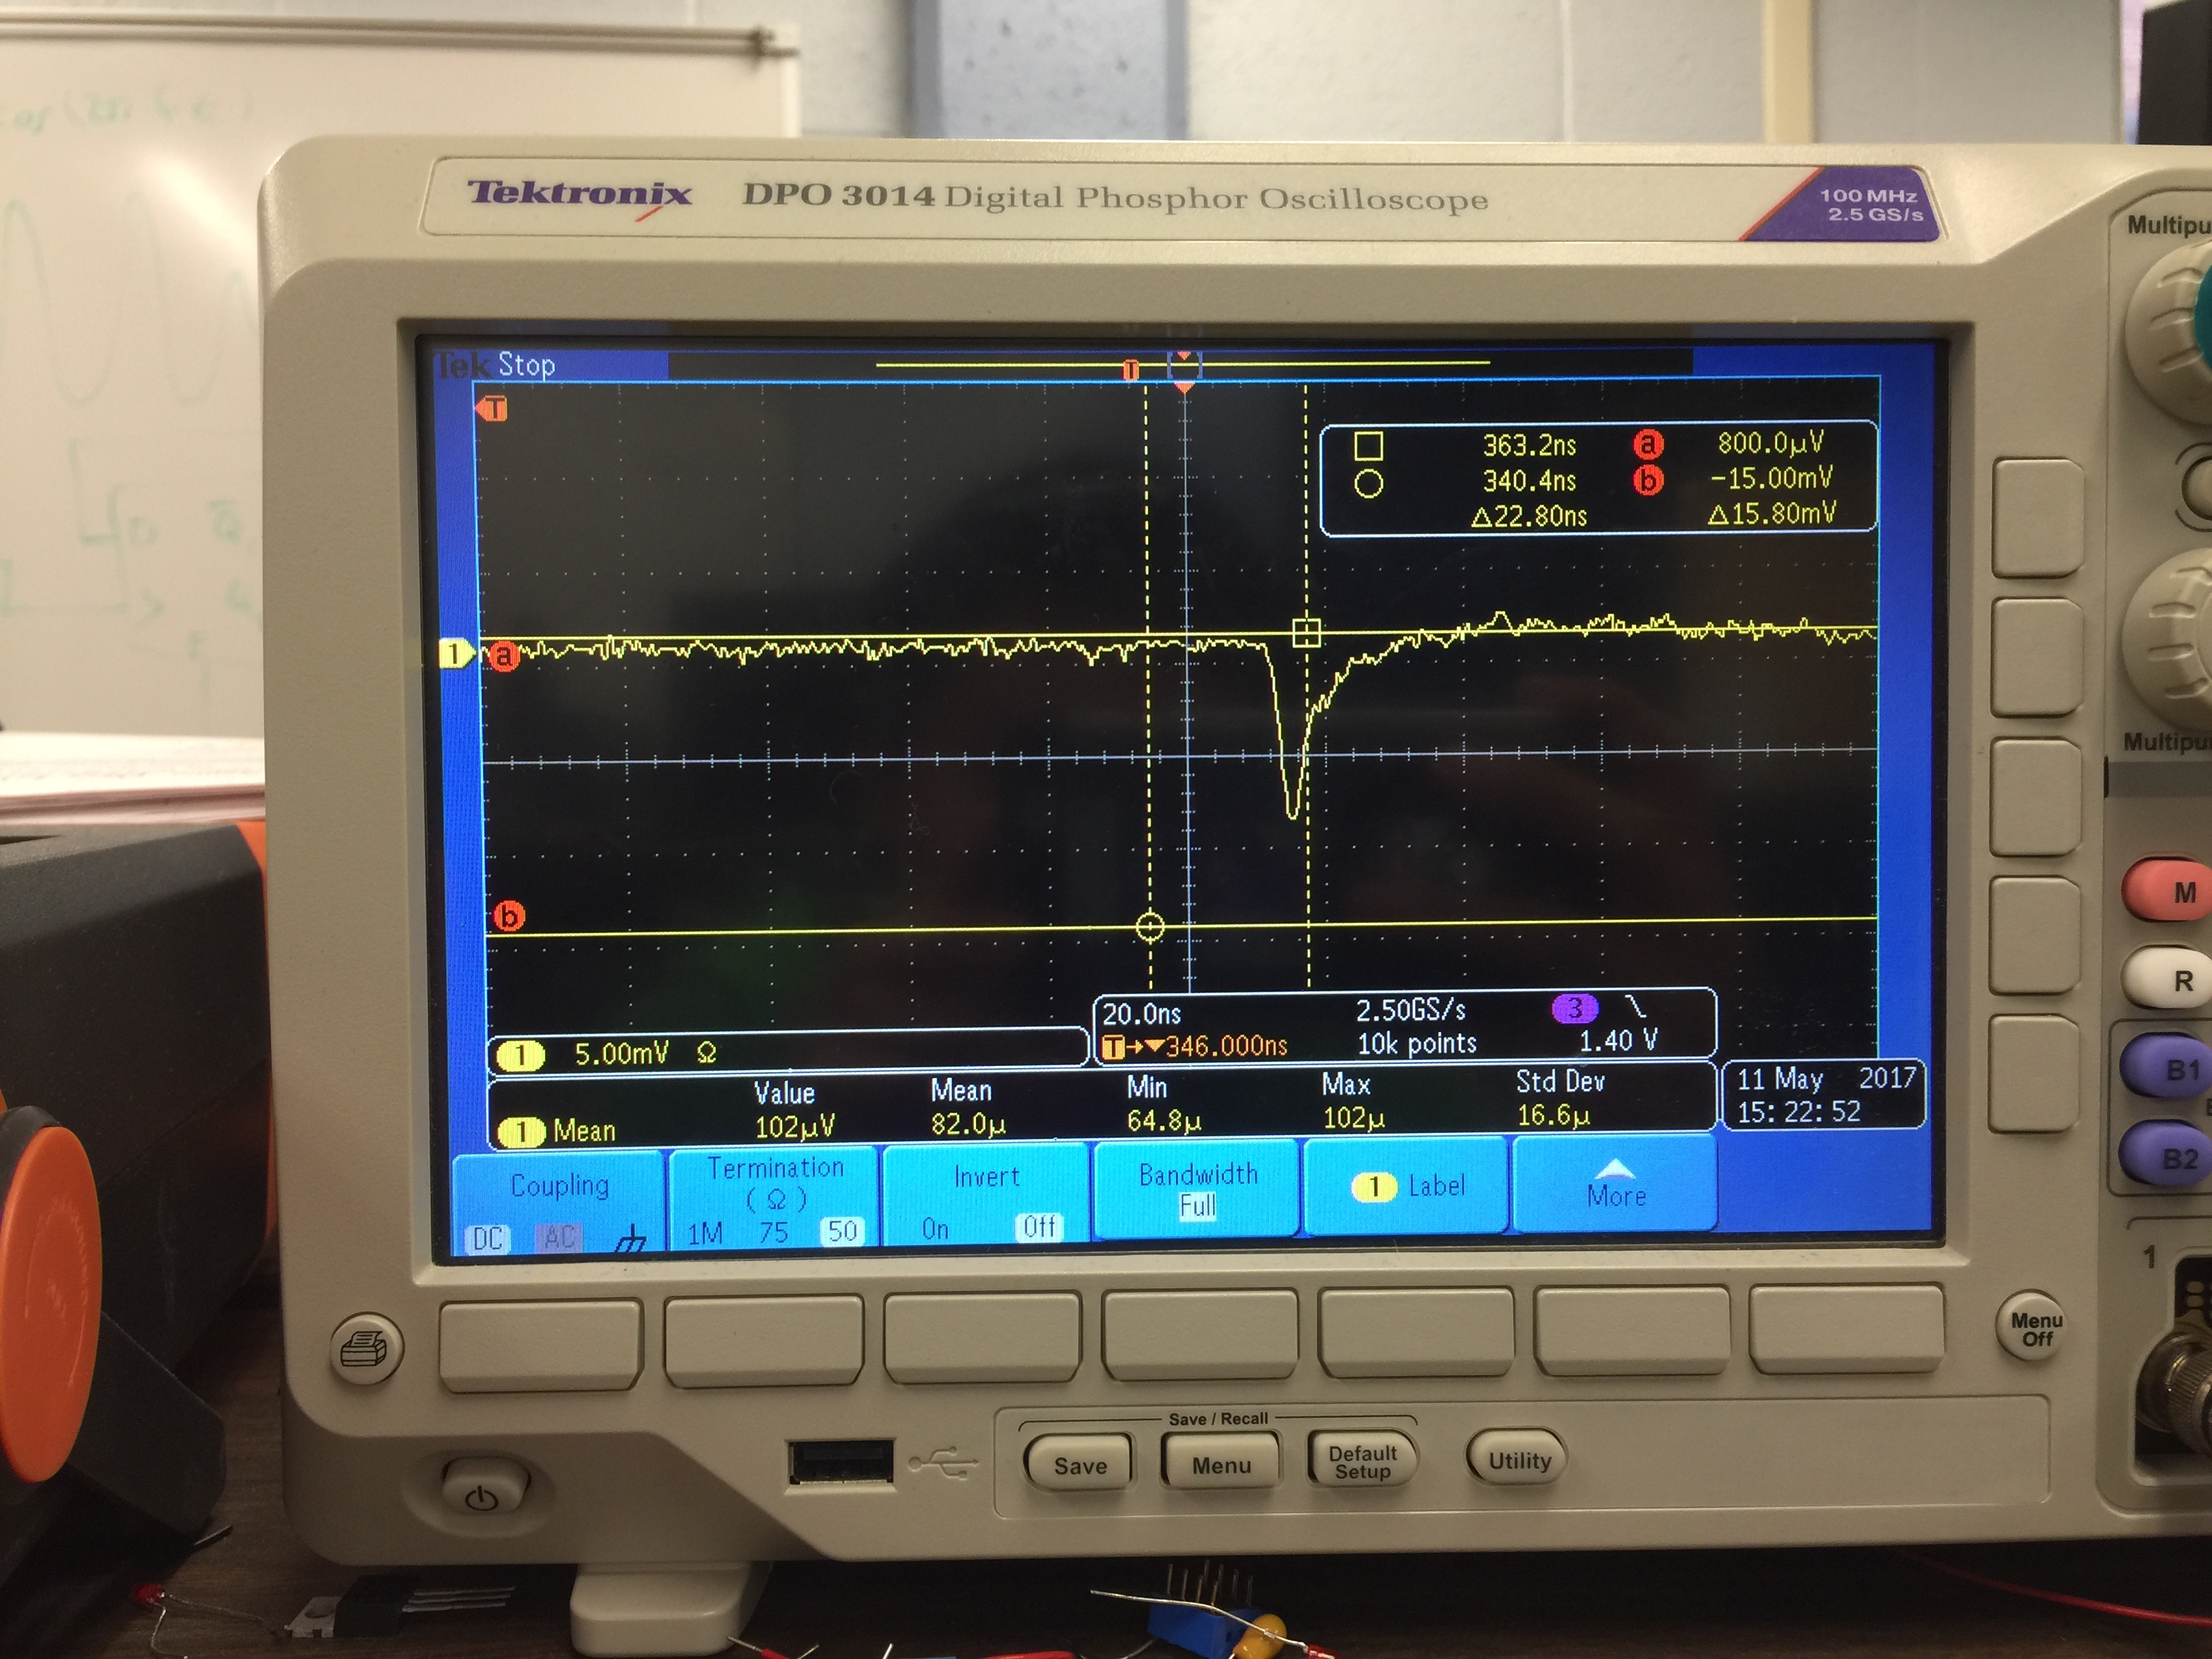 Tektronix DPO 3014 Digital Phosphor Oscilloscope
100 MHz
2.5 GS/s
Tek Stop
T
T
363.2ns a 800.0µV
340.4ns b -15.00mV
Δ22.80ns Δ15.80mV
1 a
b
20.0ns 2.50GS/s 3
1 5.00mV Ω
T→▼346.000ns 10k points 1.40 V
Value Mean Min Max Std Dev
1 Mean 102µV 82.0µ 64.8µ 102µ 16.6µ
11 May 2017
15: 22: 52
Coupling
DC AC
Termination
(Ω)
1M 75 50
Invert
On Off
Bandwidth
Full
1 Label
More
M
R
B1
B2
1
Menu
Off
Save / Recall
Save
Menu
Default
Setup
Utility